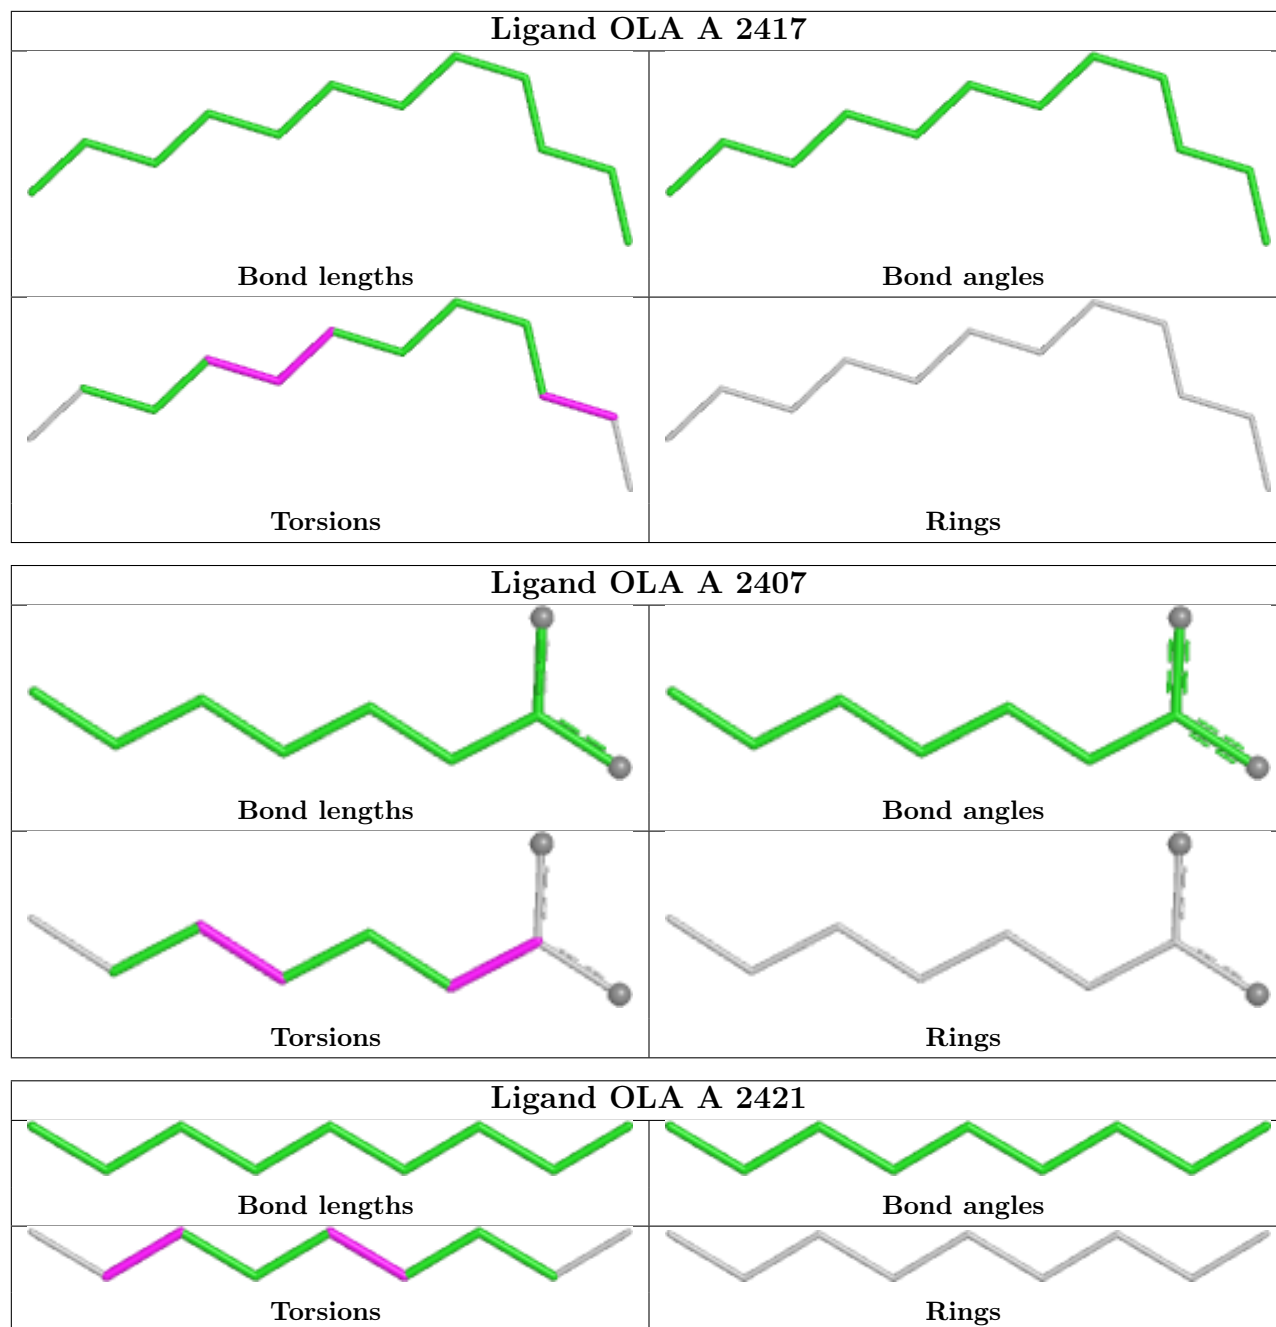 Ligand OLA A 2417
Bond lengths
Bond angles
Torsions
Rings
Ligand OLA A 2407
Bond lengths
Bond angles
Torsions
Rings
Ligand OLA A 2421
Bond lengths
Bond angles
Torsions
Rings